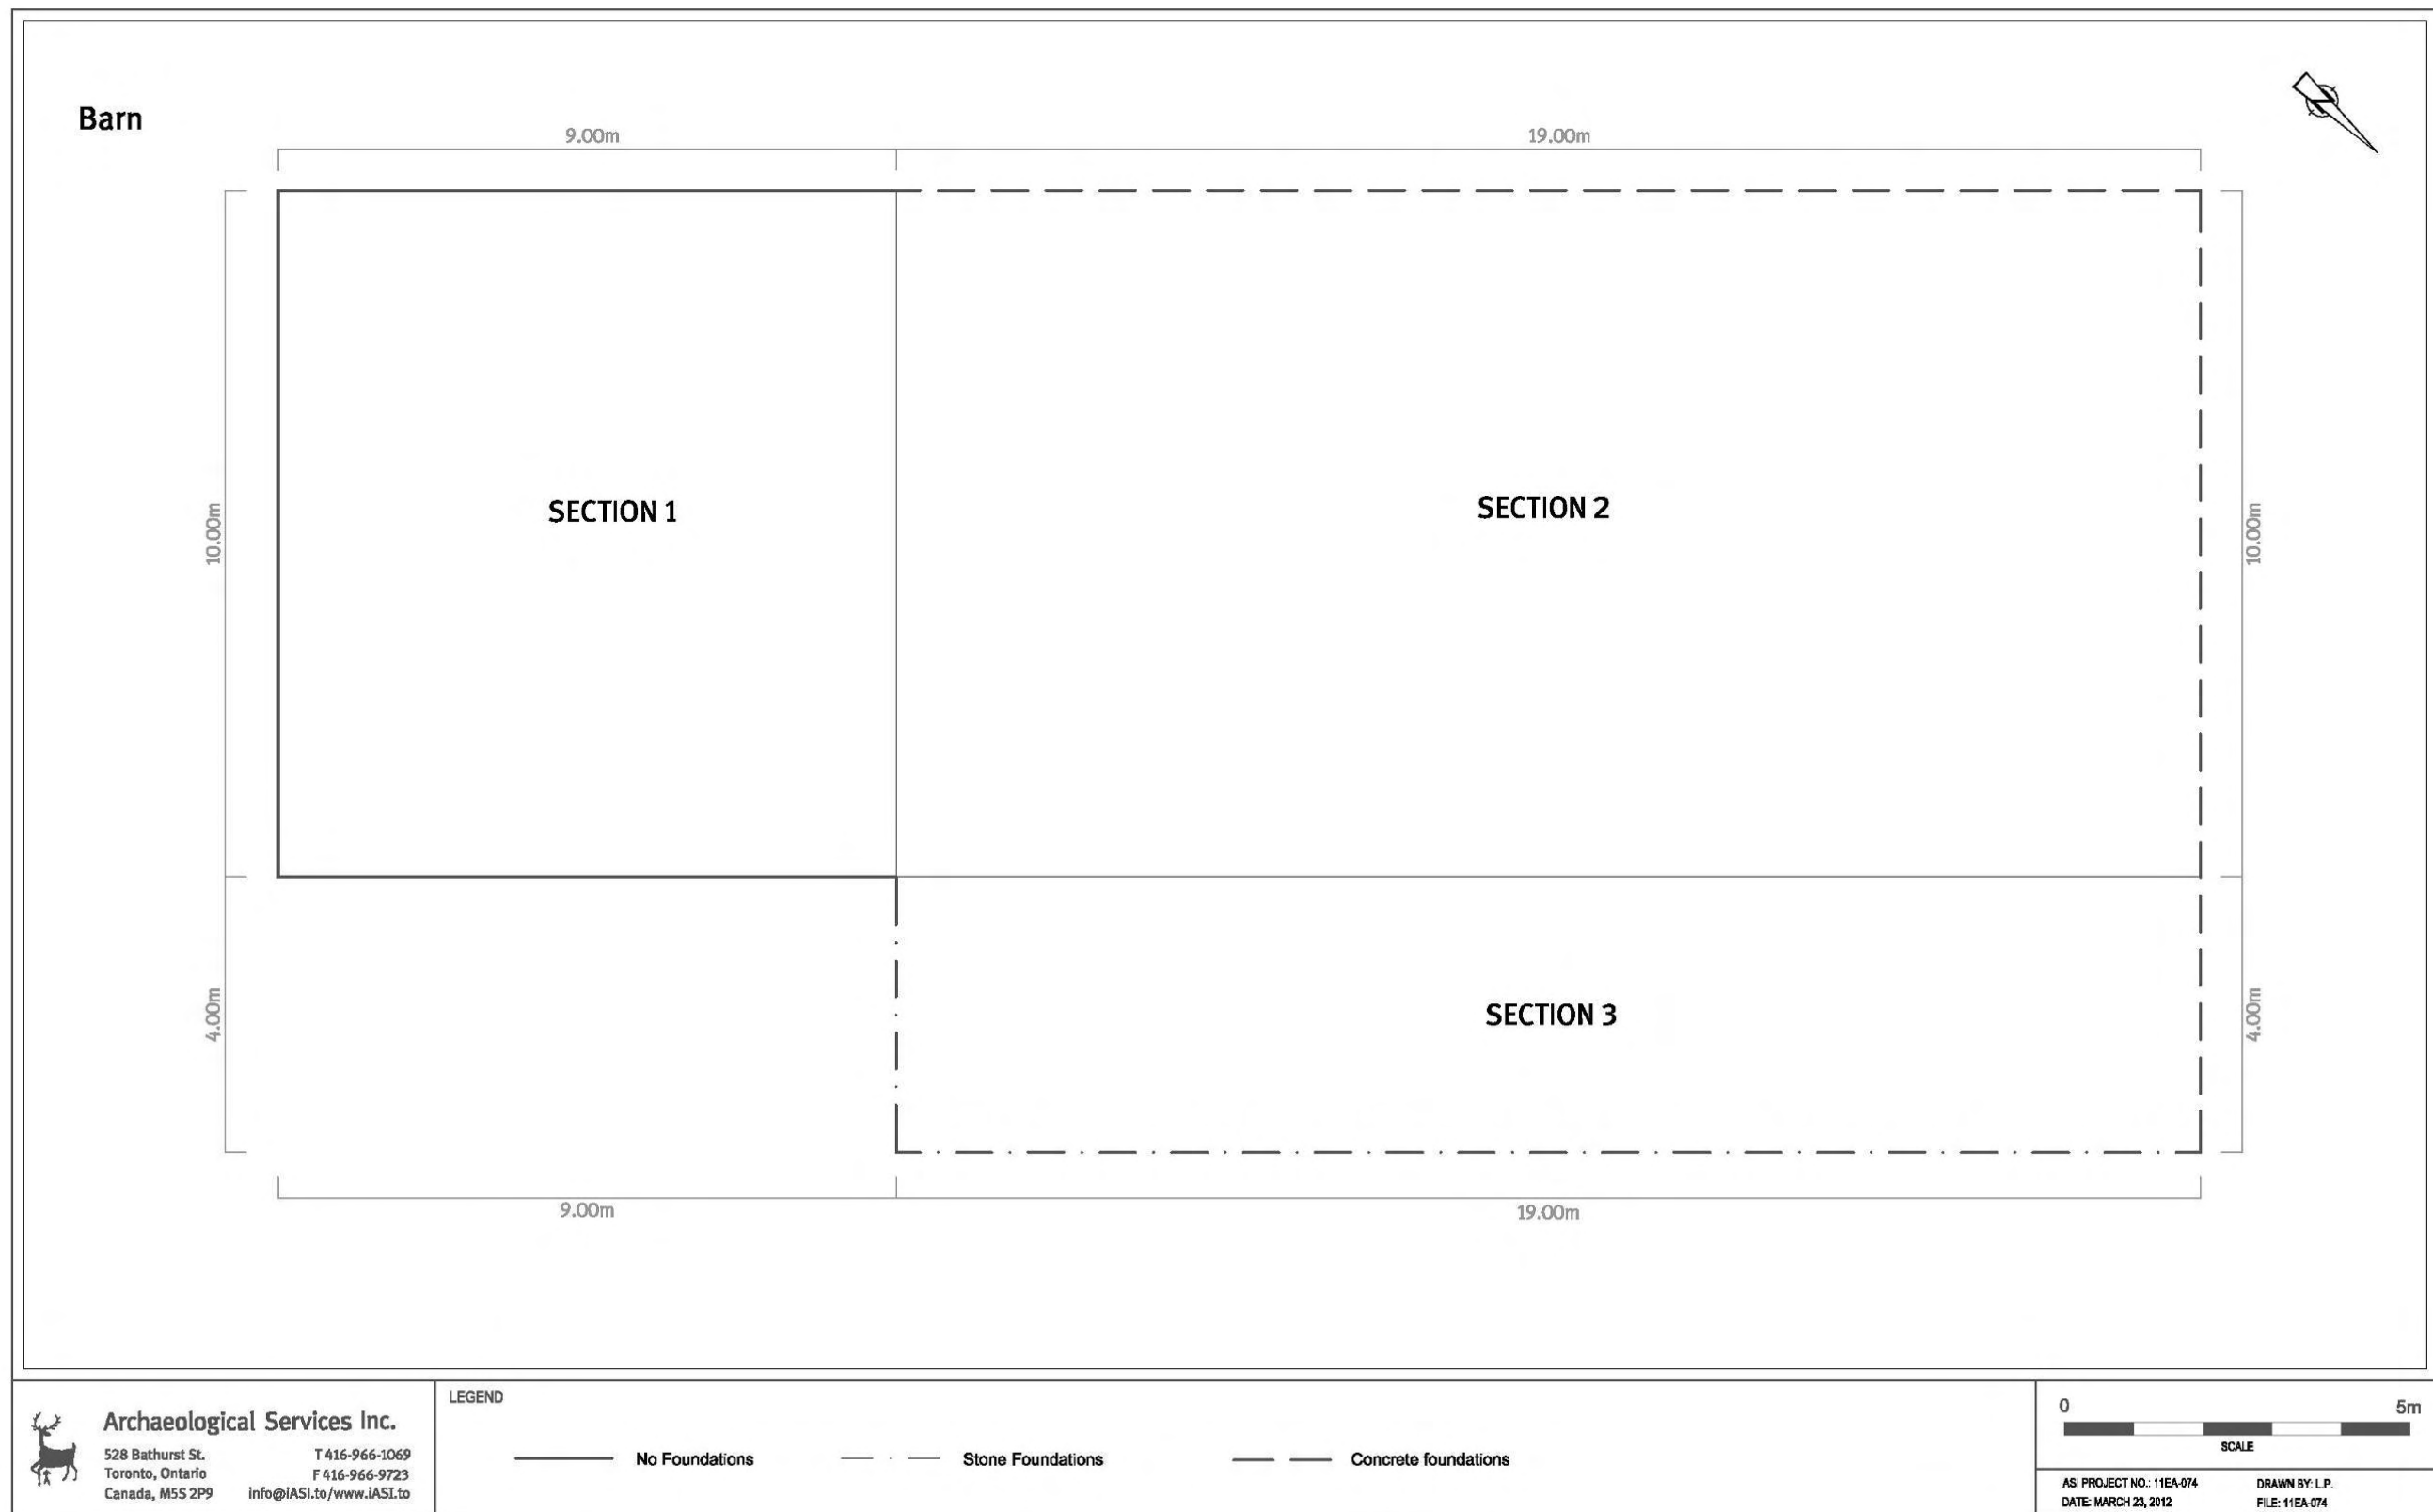 Barn
9.00m
19.00m
10.00m
SECTION 1
SECTION 2
10.00m
4.00m
SECTION 3
4.00m
9.00m
19.00m
Archaeological Services Inc.
528 Bathurst St. T 416-966-1069
Toronto, Ontario F 416-966-9723
Canada, M5S 2P9 info@iASI.to/www.iASI.to
LEGEND
No Foundations
Stone Foundations
Concrete foundations
0 5m
SCALE
ASI PROJECT NO.: 11EA-074 DRAWN BY: L.P.
DATE: MARCH 23, 2012 FILE: 11EA-074